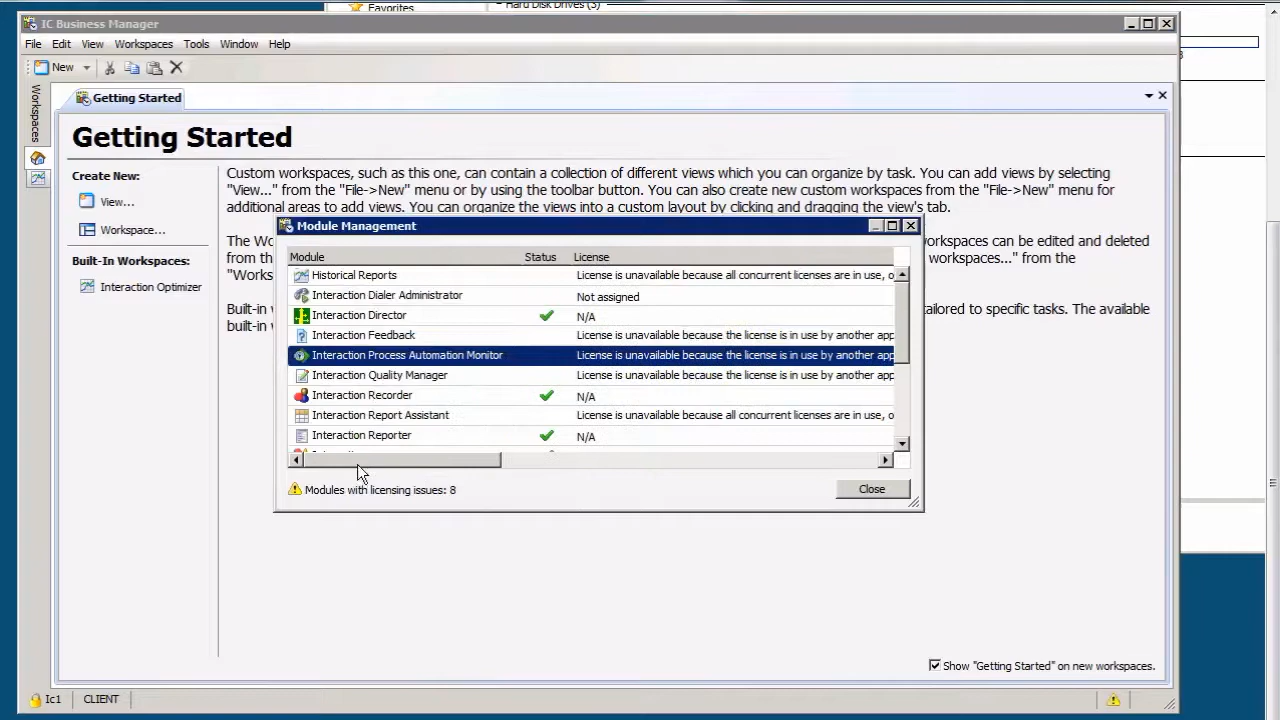 Favorites
Hard Disk Drives (3)
IC Business Manager
File Edit View Workspaces Tools Window Help
New
Workspaces
Getting Started
Getting Started
Create New:
View...
Workspace...
Built-In Workspaces:
Interaction Optimizer
Custom workspaces, such as this one, can contain a collection of different views which you can organize by task. You can add views by selecting
"View..." from the "File->New" menu or by using the toolbar button. You can also create new custom workspaces from the "File->New" menu for
additional areas to add views. You can organize the views into a custom layout by clicking and dragging the view's tab.
The Wo
orkspaces can be edited and deleted
from th
workspaces..." from the
"Works
Built-in w
ailored to specific tasks. The available
built-in w
Module Management
Module Status License
Historical Reports License is unavailable because all concurrent licenses are in use, o
Interaction Dialer Administrator Not assigned
Interaction Director N/A
Interaction Feedback License is unavailable because the license is in use by another app
Interaction Process Automation Monitor License is unavailable because the license is in use by another app
Interaction Quality Manager License is unavailable because the license is in use by another app
Interaction Recorder N/A
Interaction Report Assistant License is unavailable because all concurrent licenses are in use, o
Interaction Reporter N/A
Modules with licensing issues: 8
Close
Show "Getting Started" on new workspaces.
Ic1 CLIENT